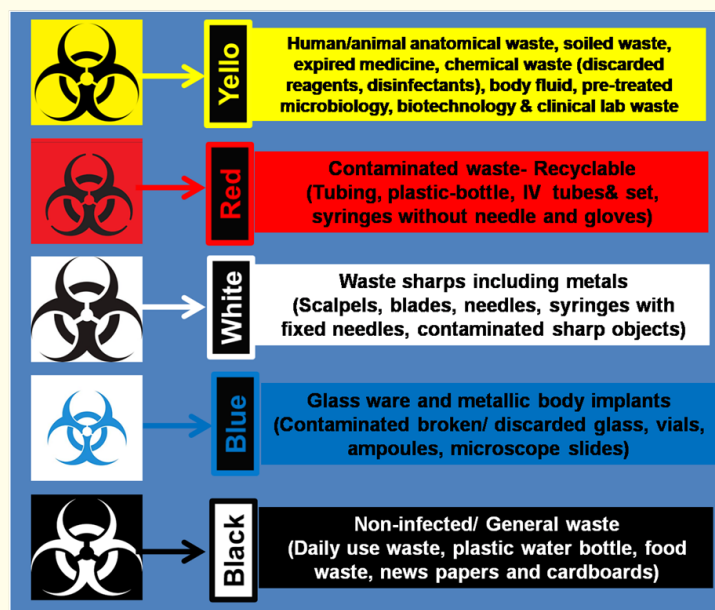 Yello
Human/animal anatomical waste, soiled waste,
expired medicine, chemical waste (discarded
reagents, disinfectants), body fluid, pre-treated
microbiology, biotechnology & clinical lab waste
Red
Contaminated waste- Recyclable
(Tubing, plastic-bottle, IV tubes& set,
syringes without needle and gloves)
White
Waste sharps including metals
(Scalpels, blades, needles, syringes with
fixed needles, contaminated sharp objects)
Blue
Glass ware and metallic body implants
(Contaminated broken/ discarded glass, vials,
ampoules, microscope slides)
Black
Non-infected/ General waste
(Daily use waste, plastic water bottle, food
waste, news papers and cardboards)